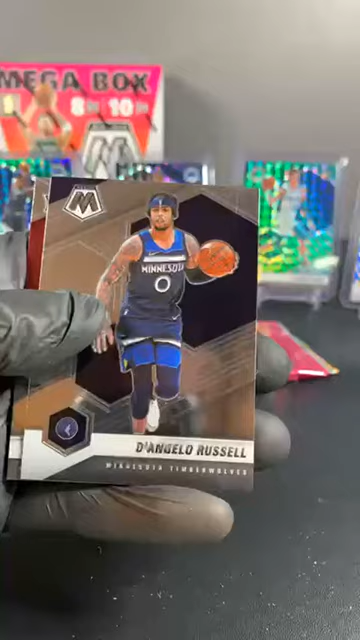 MEGA BOX
8
10
M
MINNESOTA
0
D'ANGELO RUSSELL
MINNESOTA TIMBERWOLVES